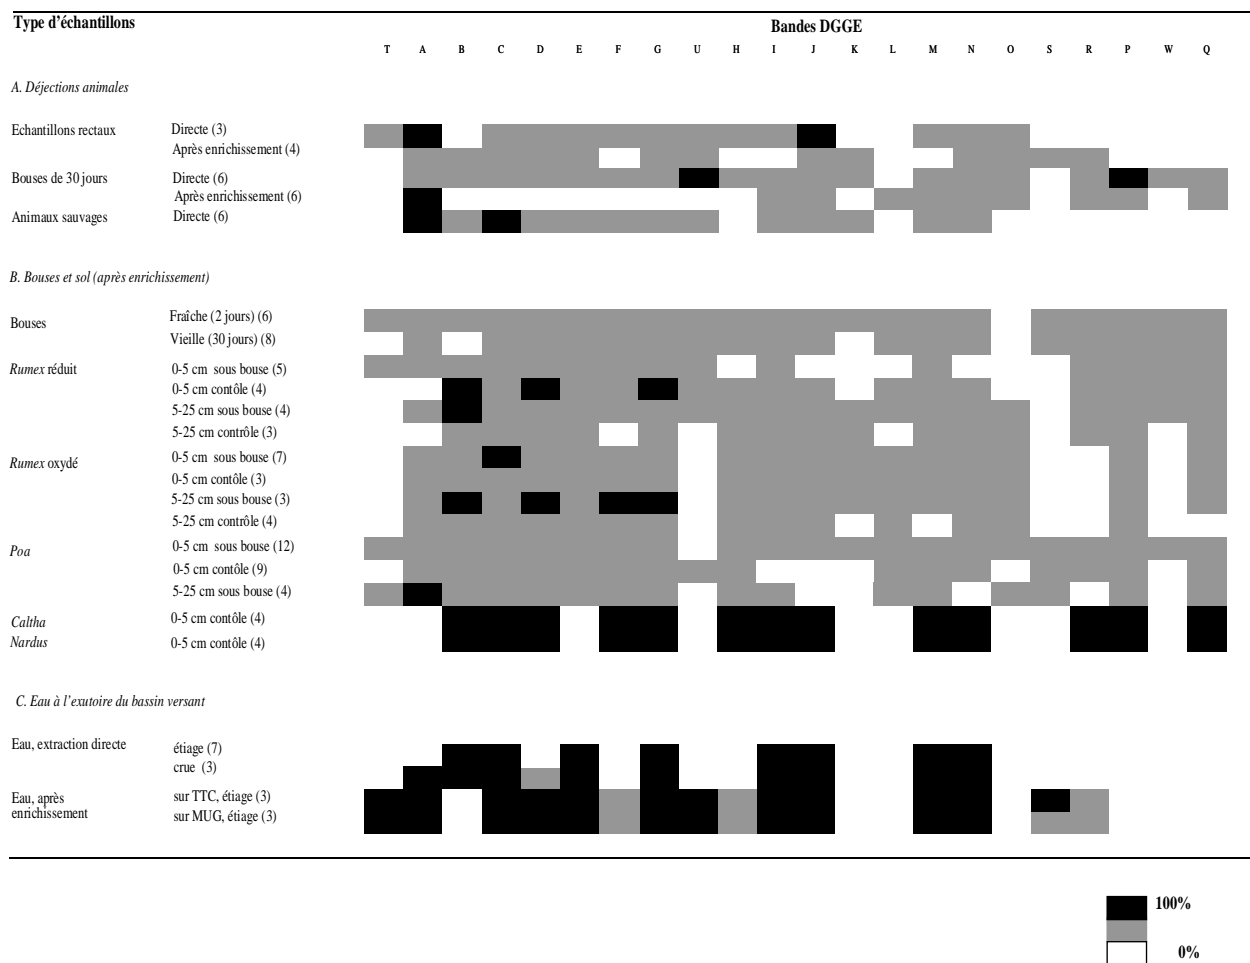 Type d'échantillons Bandes DGGE
T A B C D E F G U H I J K L M N O S R P W Q
A. Déjections animales
Echantillons rectaux Directe (3)
Après enrichissement (4)
Bouses de 30 jours Directe (6)
Après enrichissement (6)
Animaux sauvages Directe (6)
B. Bouses et sol (après enrichissement)
Bouses Fraîche (2 jours) (6)
Vieille (30 jours) (8)
Rumex réduit 0-5 cm sous bouse (5)
0-5 cm contôle (4)
5-25 cm sous bouse (4)
5-25 cm contrôle (3)
Rumex oxydé 0-5 cm sous bouse (7)
0-5 cm contôle (3)
5-25 cm sous bouse (3)
5-25 cm contrôle (4)
Poa 0-5 cm sous bouse (12)
0-5 cm contôle (9)
5-25 cm sous bouse (4)
Caltha 0-5 cm contôle (4)
Nardus 0-5 cm contôle (4)
C. Eau à l'exutoire du bassin versant
Eau, extraction directe étiage (7)
crue (3)
Eau, après sur TTC, étiage (3)
enrichissement sur MUG, étiage (3)
100%
0%